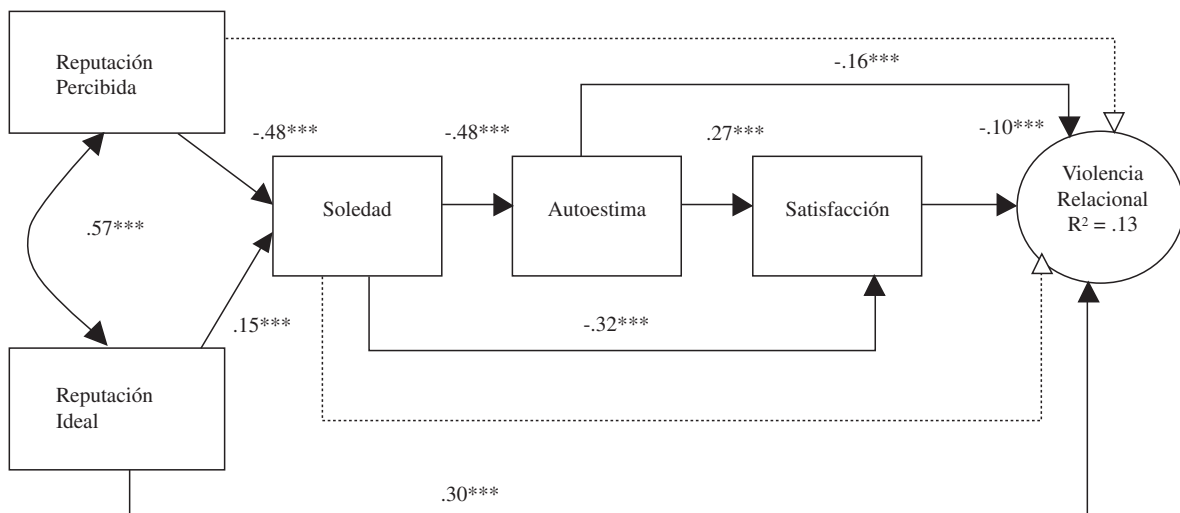 Reputación
Percibida
-.16***
-.48***
-.48***
.27***
-.10***
Soledad
Autoestima
Satisfacción
Violencia
Relacional
R² = .13
.57***
.15***
-.32***
Reputación
Ideal
.30***